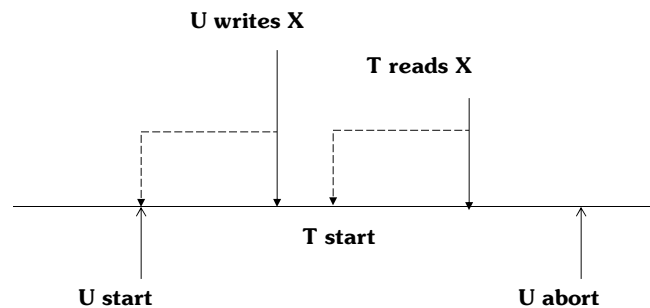 U writes X
T reads X
T start
U start
U abort